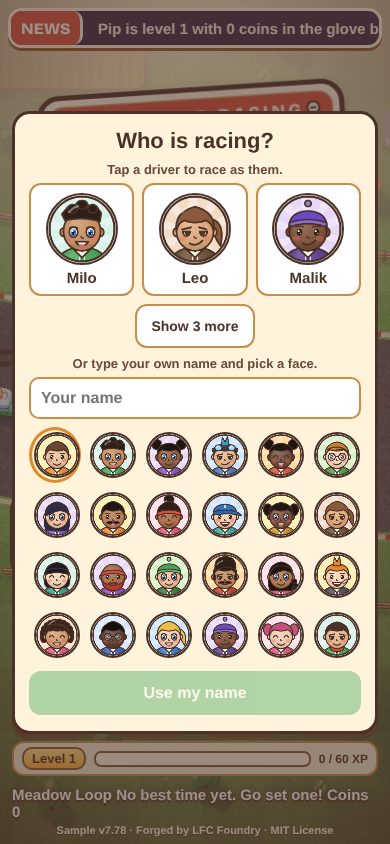 NEWS
Pip is level 1 with 0 coins in the glove b
RACING
Who is racing?
Tap a driver to race as them.
Milo
Leo
Malik
Show 3 more
Or type your own name and pick a face.
Your name
Use my name
Level 1
0 / 60 XP
Meadow Loop No best time yet. Go set one! Coins
0
Sample v7.78 · Forged by LFC Foundry · MIT License